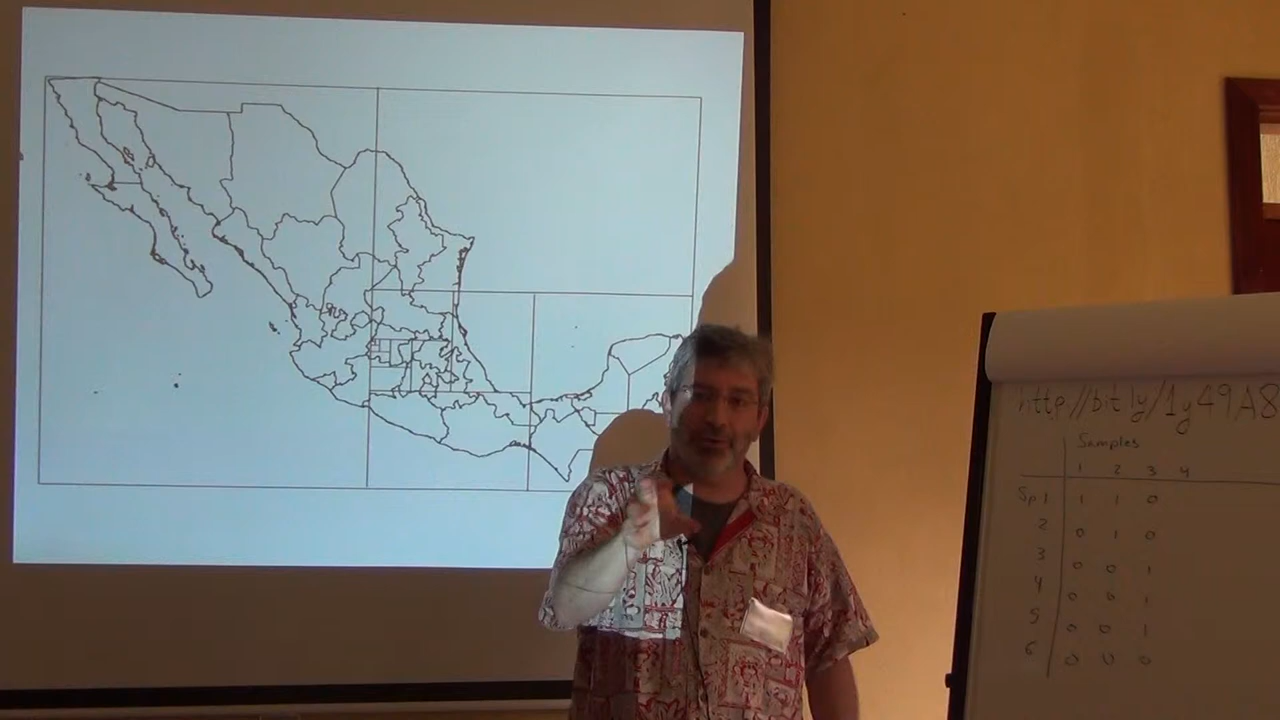 http://bit.ly/1y49A8
Samples
1 2 3 4
Sp 1 1 1 0
2 0 1 0
3 0 0 1
4 0 0 1
5 0 0 1
6 0 0 0